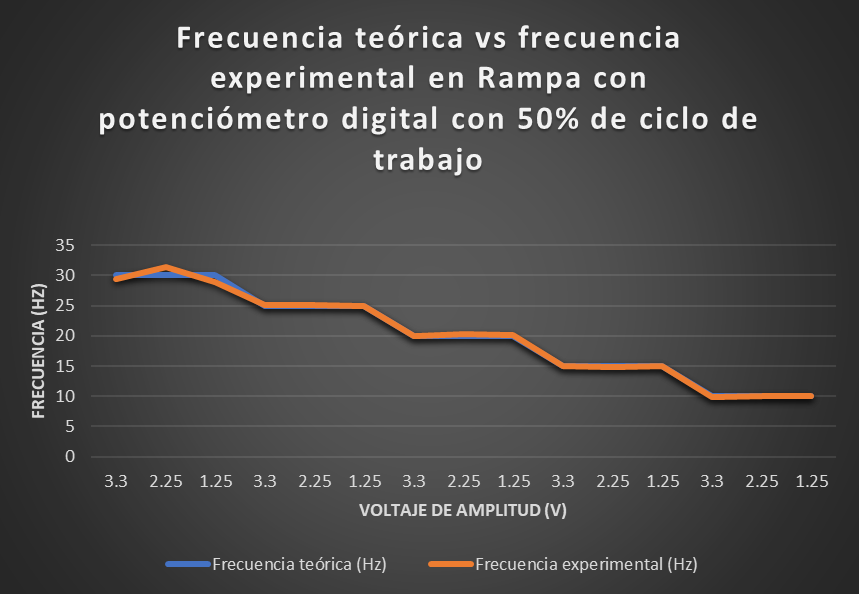 Frecuencia teórica vs frecuencia
experimental en Rampa con
potenciómetro digital con 50% de ciclo de
trabajo
35
30
25
20
15
10
5
0
FRECUENCIA (HZ)
3.3 2.25 1.25 3.3 2.25 1.25 3.3 2.25 1.25 3.3 2.25 1.25 3.3 2.25 1.25
VOLTAJE DE AMPLITUD (V)
Frecuencia teórica (Hz) Frecuencia experimental (Hz)